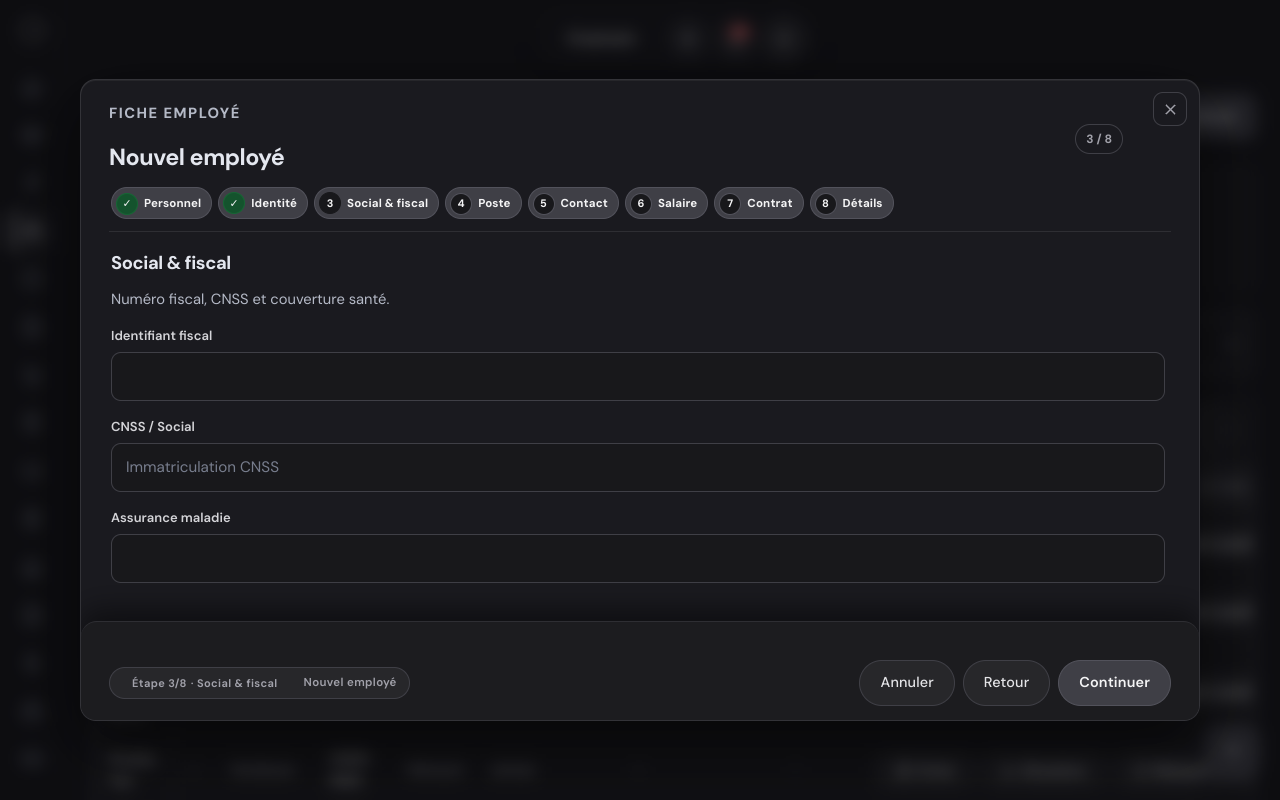 FICHE EMPLOYÉ
3 / 8
Nouvel employé
✓ Personnel ✓ Identité 3 Social & fiscal 4 Poste 5 Contact 6 Salaire 7 Contrat 8 Détails
Social & fiscal
Numéro fiscal, CNSS et couverture santé.
Identifiant fiscal
CNSS / Social
Immatriculation CNSS
Assurance maladie
Étape 3/8 · Social & fiscal Nouvel employé
Annuler Retour Continuer